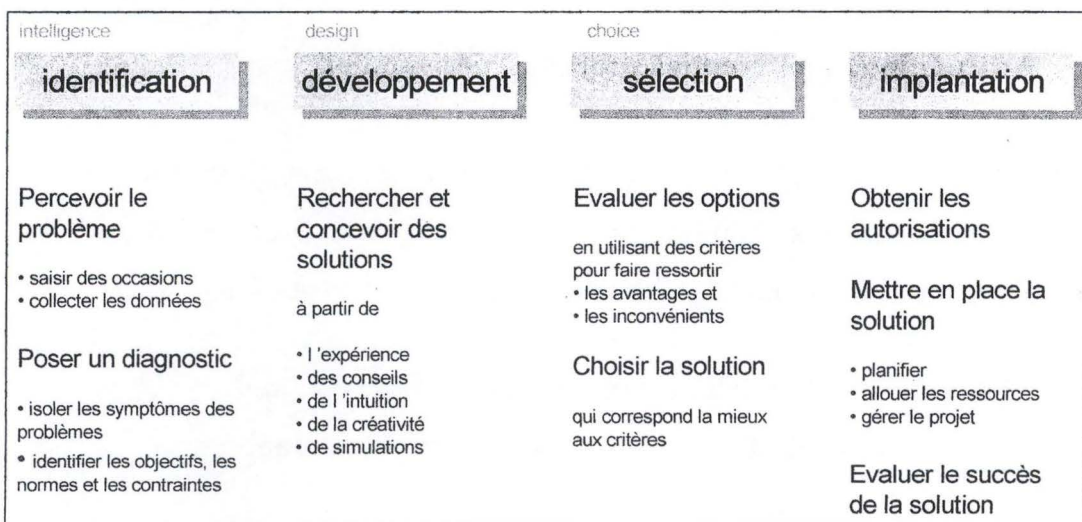 intelligence
identification
Percevoir le
problème
• saisir des occasions
• collecter les données
Poser un diagnostic
• isoler les symptômes des
problèmes
• identifier les objectifs, les
normes et les contraintes
design
développement
Rechercher et
concevoir des
solutions
à partir de
• l 'expérience
• des conseils
• de l 'intuition
• de la créativité
• de simulations
choice
sélection
Evaluer les options
en utilisant des critères
pour faire ressortir
• les avantages et
• les inconvénients
Choisir la solution
qui correspond la mieux
aux critères
implantation
Obtenir les
autorisations
Mettre en place la
solution
• planifier
• allouer les ressources
• gérer le projet
Evaluer le succès
de la solution